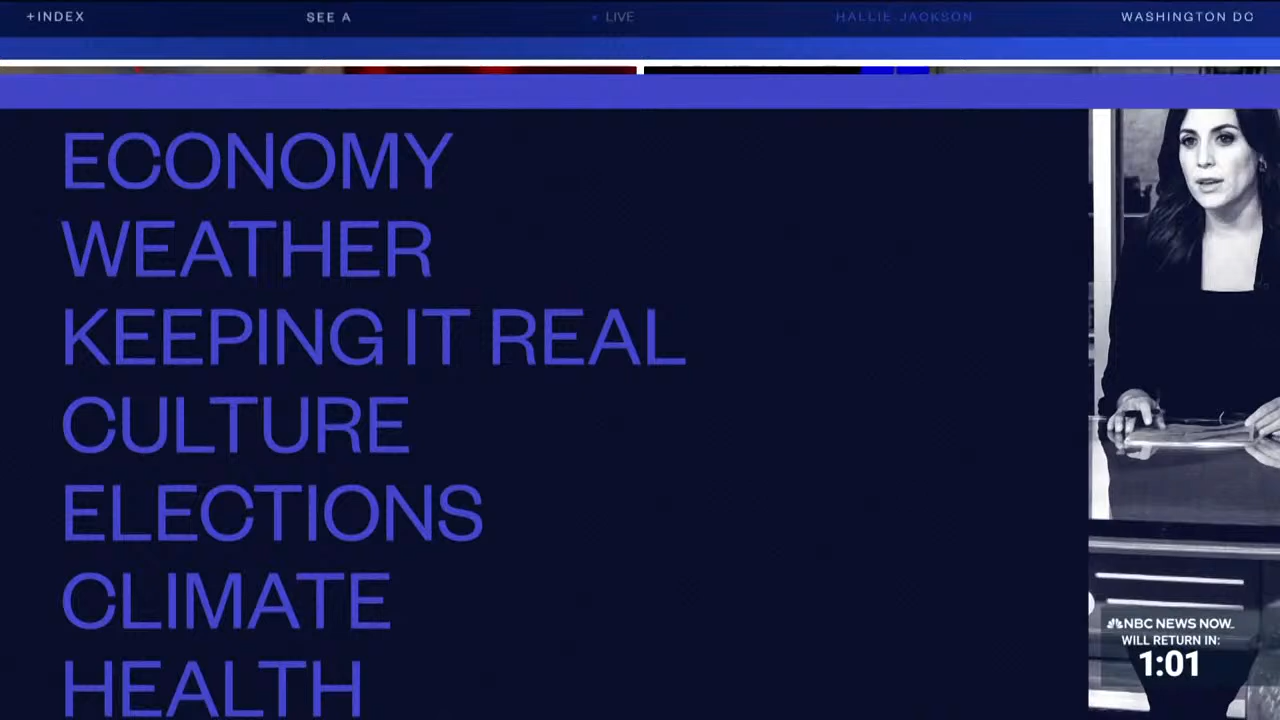 +INDEX
SEE A
LIVE
HALLIE JACKSON
WASHINGTON DC
ECONOMY
WEATHER
KEEPING IT REAL
CULTURE
ELECTIONS
CLIMATE
HEALTH
NBC NEWS NOW
WILL RETURN IN:
1:01